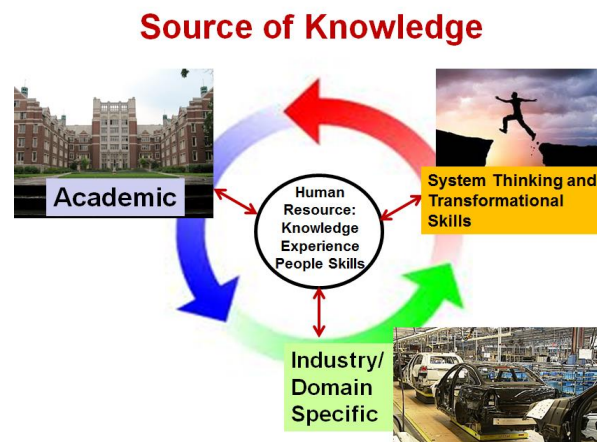 Source of Knowledge
Academic
Human
Resource:
Knowledge
Experience
People Skills
System Thinking and
Transformational
Skills
Industry/
Domain
Specific